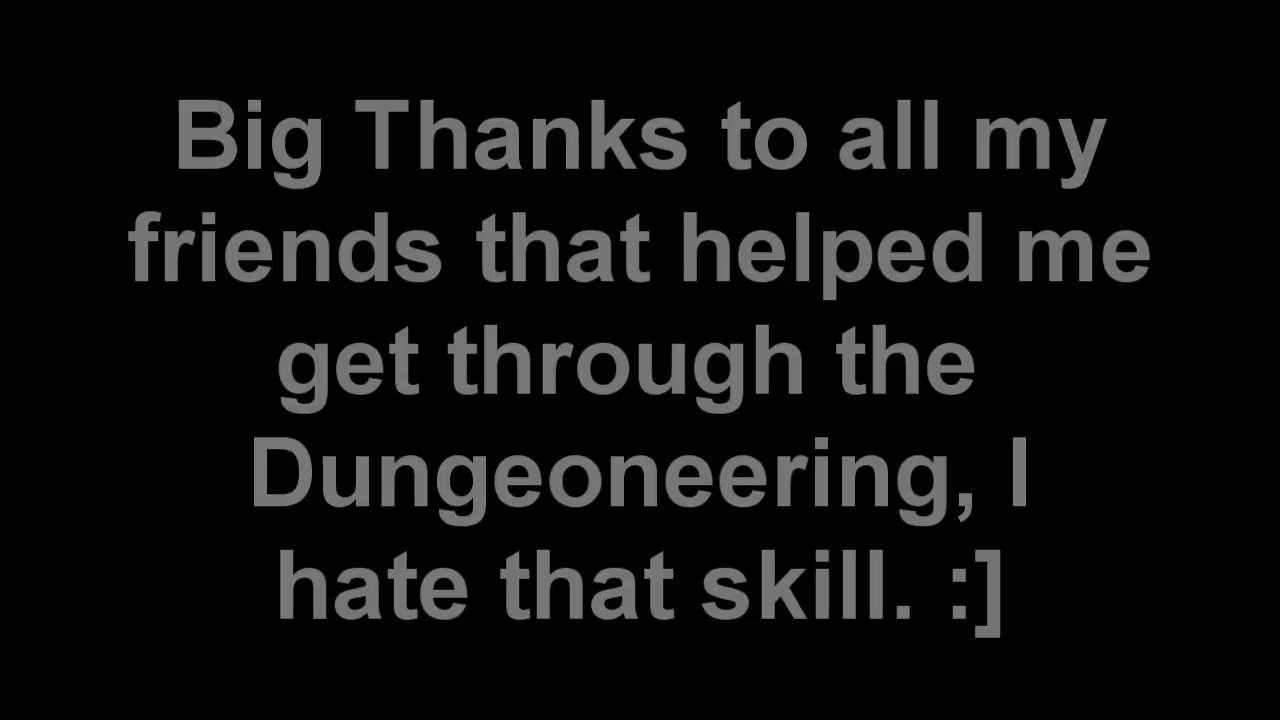 Big Thanks to all my
friends that helped me
get through the
Dungeoneering, I
hate that skill. :]